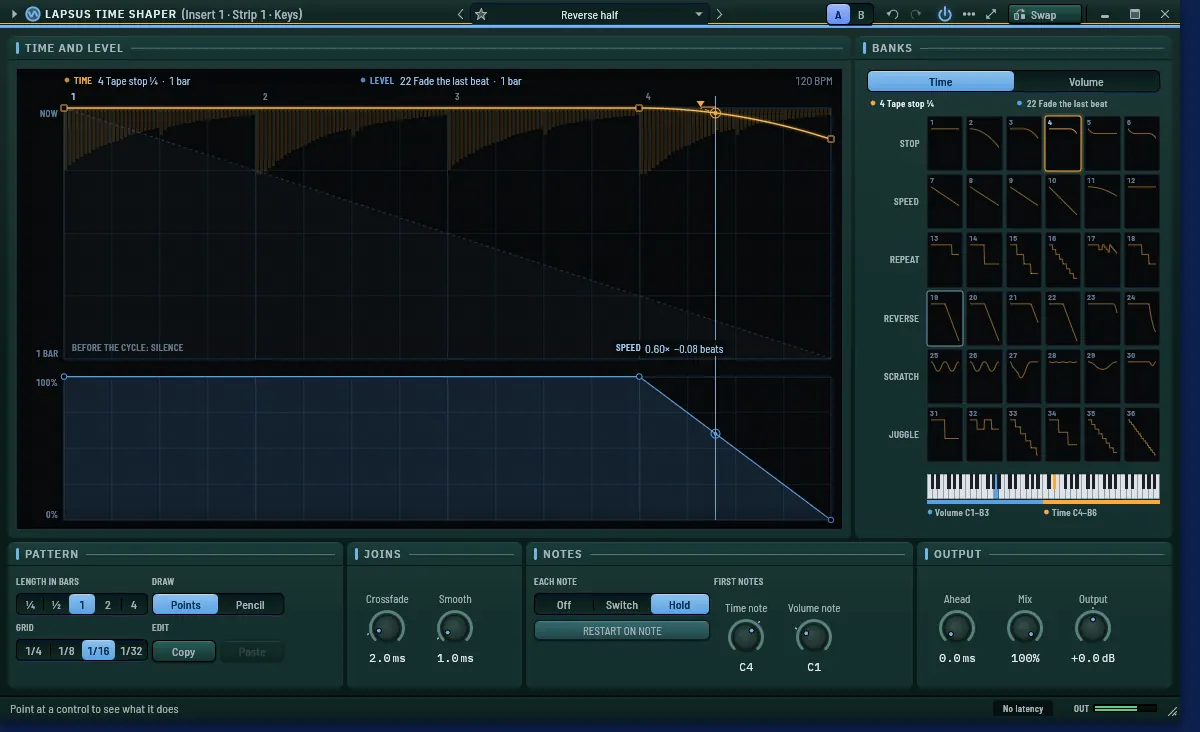 LAPSUS TIME SHAPER (Insert 1 · Strip 1 · Keys)
Reverse half
A B
Swap
TIME AND LEVEL
TIME 4 Tape stop ¼ · 1 bar
LEVEL 22 Fade the last beat · 1 bar
120 BPM
1 2 3 4
NOW
BEFORE THE CYCLE: SILENCE
1 BAR
SPEED 0.60× −0.08 beats
100%
0%
BANKS
Time Volume
4 Tape stop ¼
22 Fade the last beat
STOP 1 2 3 4 5 6
SPEED 7 8 9 10 11 12
REPEAT 13 14 15 16 17 18
REVERSE 19 20 21 22 23 24
SCRATCH 25 26 27 28 29 30
JUGGLE 31 32 33 34 35 36
Volume C1–B3
Time C4–B6
PATTERN
LENGTH IN BARS
¼ ½ 1 2 4
DRAW
Points Pencil
GRID
1/4 1/8 1/16 1/32
EDIT
Copy Paste
JOINS
Crossfade Smooth
2.0 ms 1.0 ms
NOTES
EACH NOTE
Off Switch Hold
RESTART ON NOTE
FIRST NOTES
Time note Volume note
C4 C1
OUTPUT
Ahead Mix Output
0.0 ms 100% +0.0 dB
Point at a control to see what it does
No latency
OUT